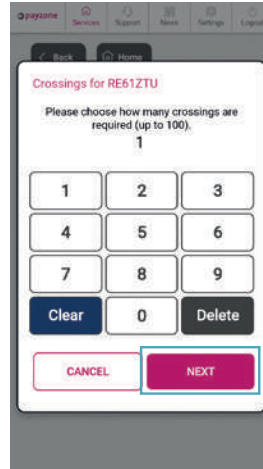 payzone
Services Support News Settings Logout
< Back Home
Crossings for RE61ZTU
Please choose how many crossings are
required (up to 100).
1
1 2 3
4 5 6
7 8 9
Clear 0 Delete
CANCEL NEXT